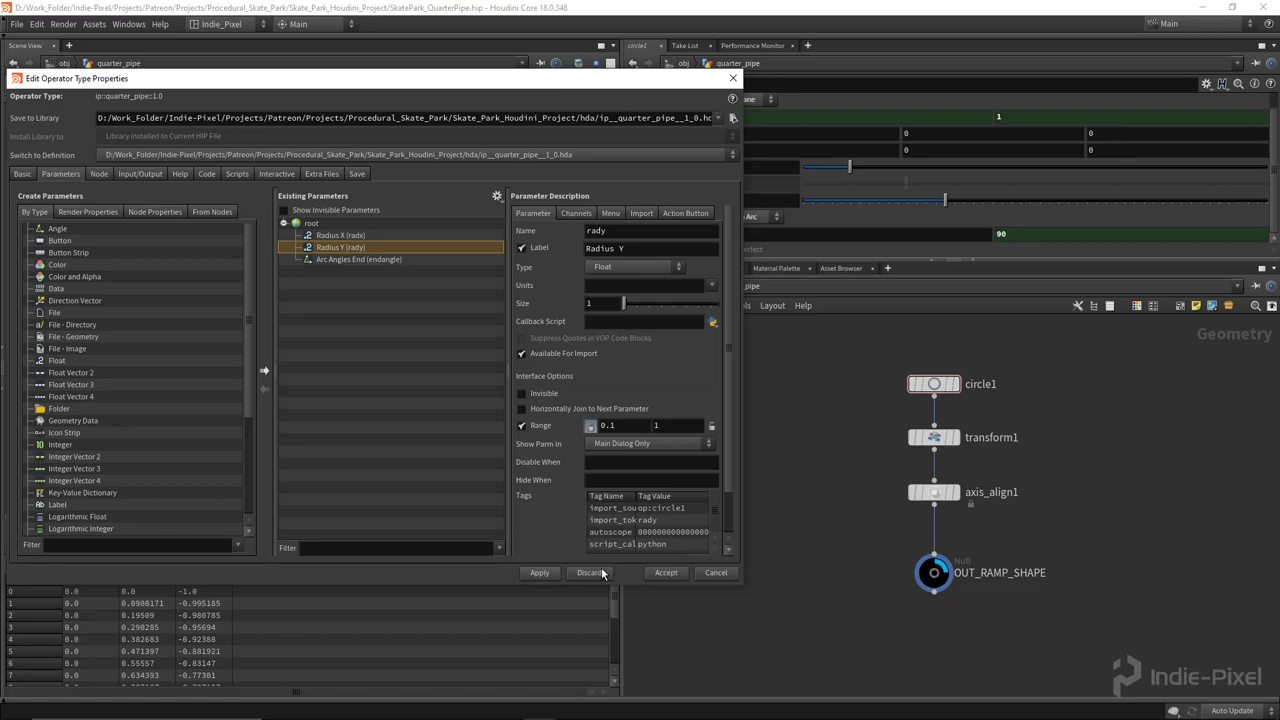 D:/Work_Folder/Indie-Pixel/Projects/Patreon/Projects/Procedural_Skate_Park/Skate_Park_Houdini_Project/SkatePark_QuarterPipe.hip - Houdini Core 18.0.348
File Edit Render Assets Windows Help Indie_Pixel Main Main
Scene View circle1 Take List Performance Monitor
obj quarter_pipe obj quarter_pipe
Edit Operator Type Properties
Operator Type: ip::quarter_pipe::1.0
Save to Library D:/Work_Folder/Indie-Pixel/Projects/Patreon/Projects/Procedural_Skate_Park/Skate_Park_Houdini_Project/hda/ip__quarter_pipe__1_0.hd
Install Library to Library installed to Current HIP File
Switch to Definition D:/Work_Folder/Indie-Pixel/Projects/Patreon/Projects/Procedural_Skate_Park/Skate_Park_Houdini_Project/hda/ip__quarter_pipe__1_0.hda
Basic Parameters Node Input/Output Help Code Scripts Interactive Extra Files Save
Create Parameters
By Type Render Properties Node Properties From Nodes
Angle
Button
Button Strip
Color
Color and Alpha
Data
Direction Vector
File
File - Directory
File - Geometry
File - Image
Float
Float Vector 2
Float Vector 3
Float Vector 4
Folder
Geometry Data
Icon Strip
Integer
Integer Vector 2
Integer Vector 3
Integer Vector 4
Key-Value Dictionary
Label
Logarithmic Float
Logarithmic Integer
Filter
Existing Parameters
Show Invisible Parameters
root
Radius X (radx)
Radius Y (rady)
Arc Angles End (endangle)
Filter
Parameter Description
Parameter Channels Menu Import Action Button
Name rady
Label Radius Y
Type Float
Units
Size 1
Callback Script
Suppress Quotes in VOP Code Blocks
Available For Import
Interface Options
Invisible
Horizontally Join to Next Parameter
Range 0.1 1
Show Parm In Main Dialog Only
Disable When
Hide When
Tags Tag Name Tag Value
import_sou op:circle1
import_tok rady
autoscope 0000000000000
script_cal python
Apply Discard Accept Cancel
0 0.0 0.0 -1.0
1 0.0 0.0980171 -0.995185
2 0.0 0.19509 -0.980785
3 0.0 0.290285 -0.95694
4 0.0 0.382683 -0.92388
5 0.0 0.471397 -0.881921
6 0.0 0.55557 -0.83147
7 0.0 0.634393 -0.77301
ane
1
0 0
0 0
Arc
90
erfect
Material Palette Asset Browser
_pipe
ols Layout Help
Geometry
circle1
transform1
axis_align1
Null
OUT_RAMP_SHAPE
Indie-Pixel
Auto Update